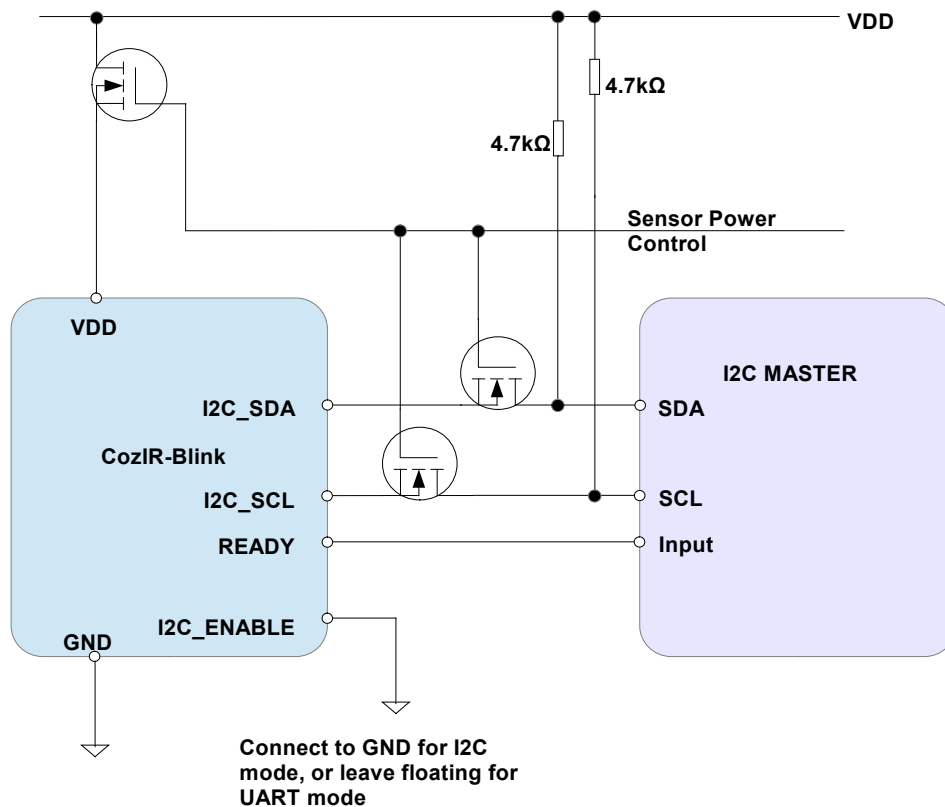 VDD
4.7kΩ
4.7kΩ
Sensor Power
Control
VDD
I2C MASTER
I2C_SDA
SDA
CozIR-Blink
I2C_SCL
SCL
READY
Input
I2C_ENABLE
GND
Connect to GND for I2C
mode, or leave floating for
UART mode